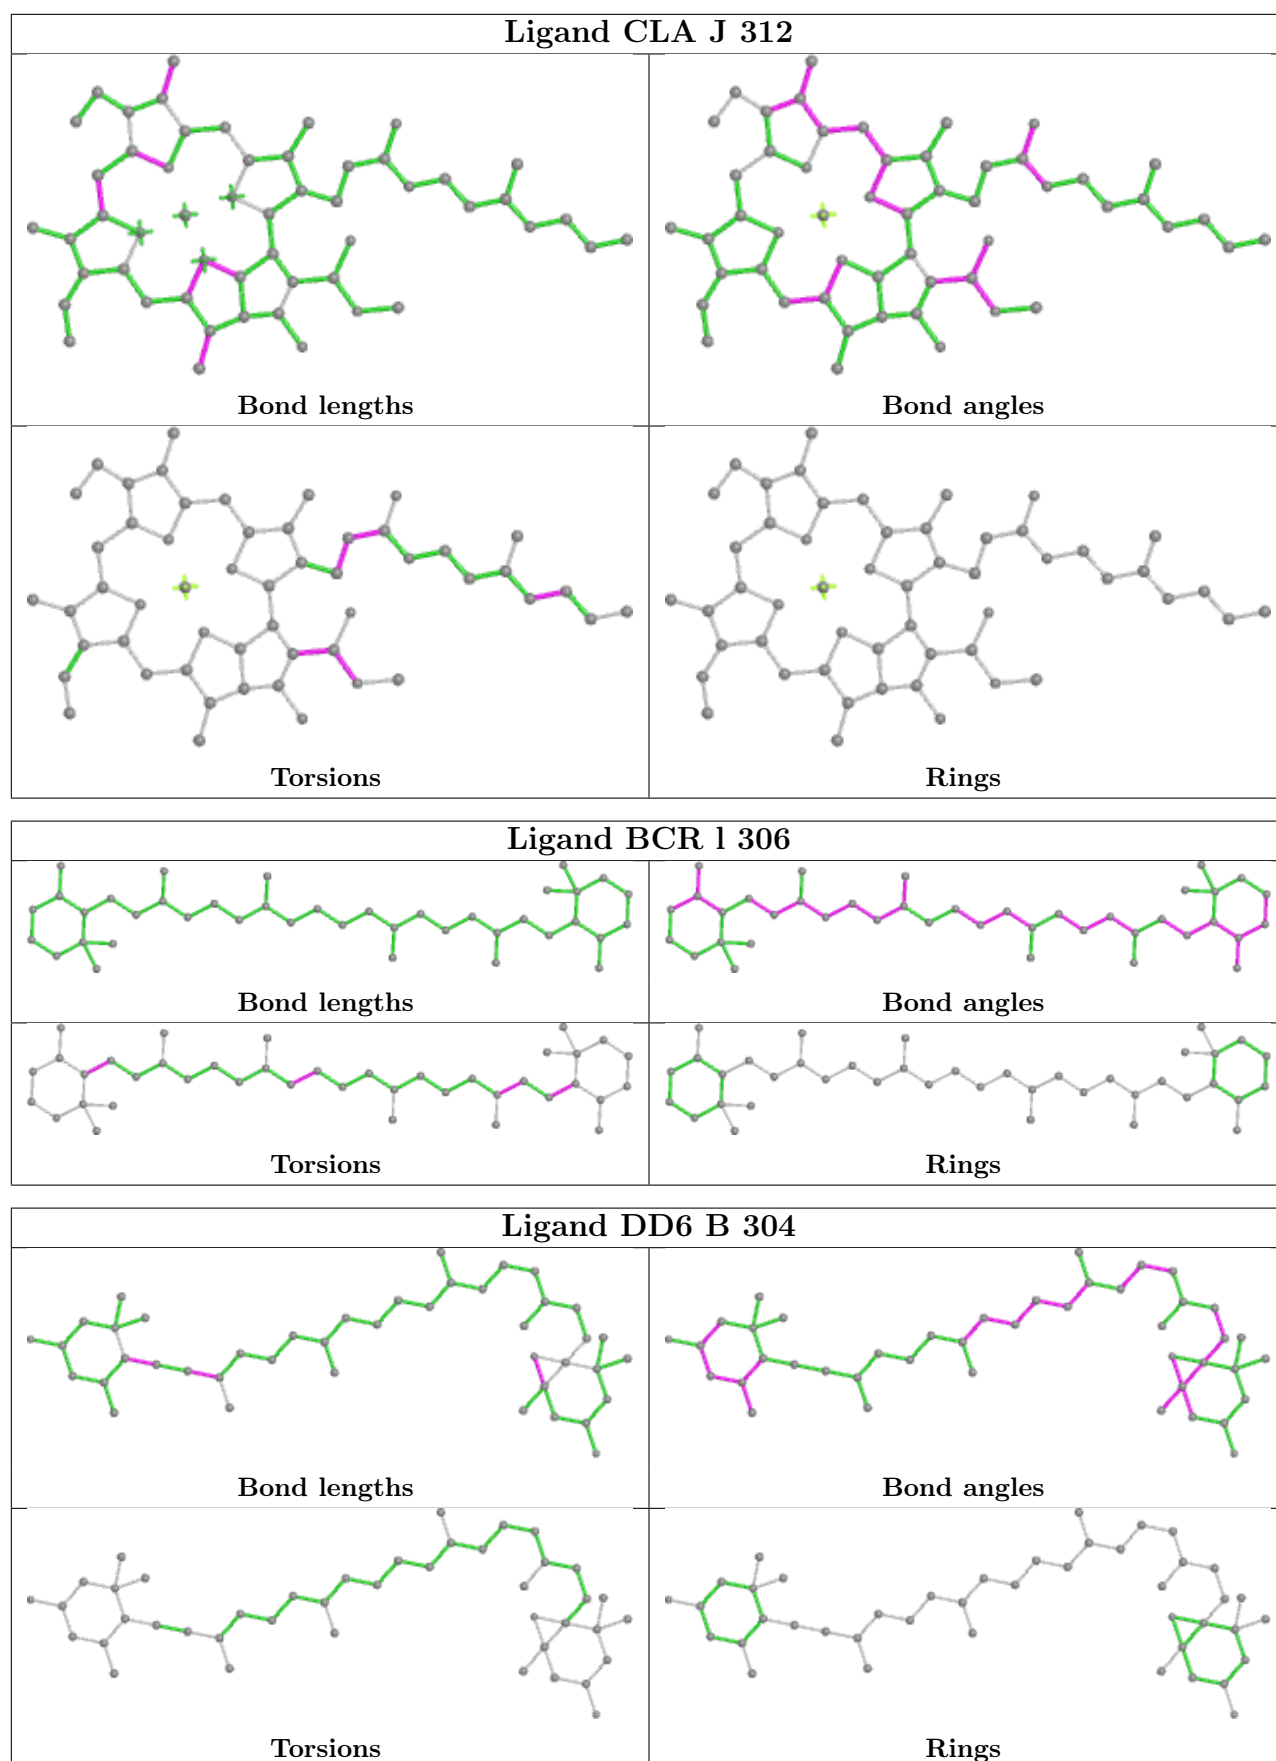 Ligand CLA J 312
Bond lengths
Bond angles
Torsions
Rings
Ligand BCR l 306
Bond lengths
Bond angles
Torsions
Rings
Ligand DD6 B 304
Bond lengths
Bond angles
Torsions
Rings